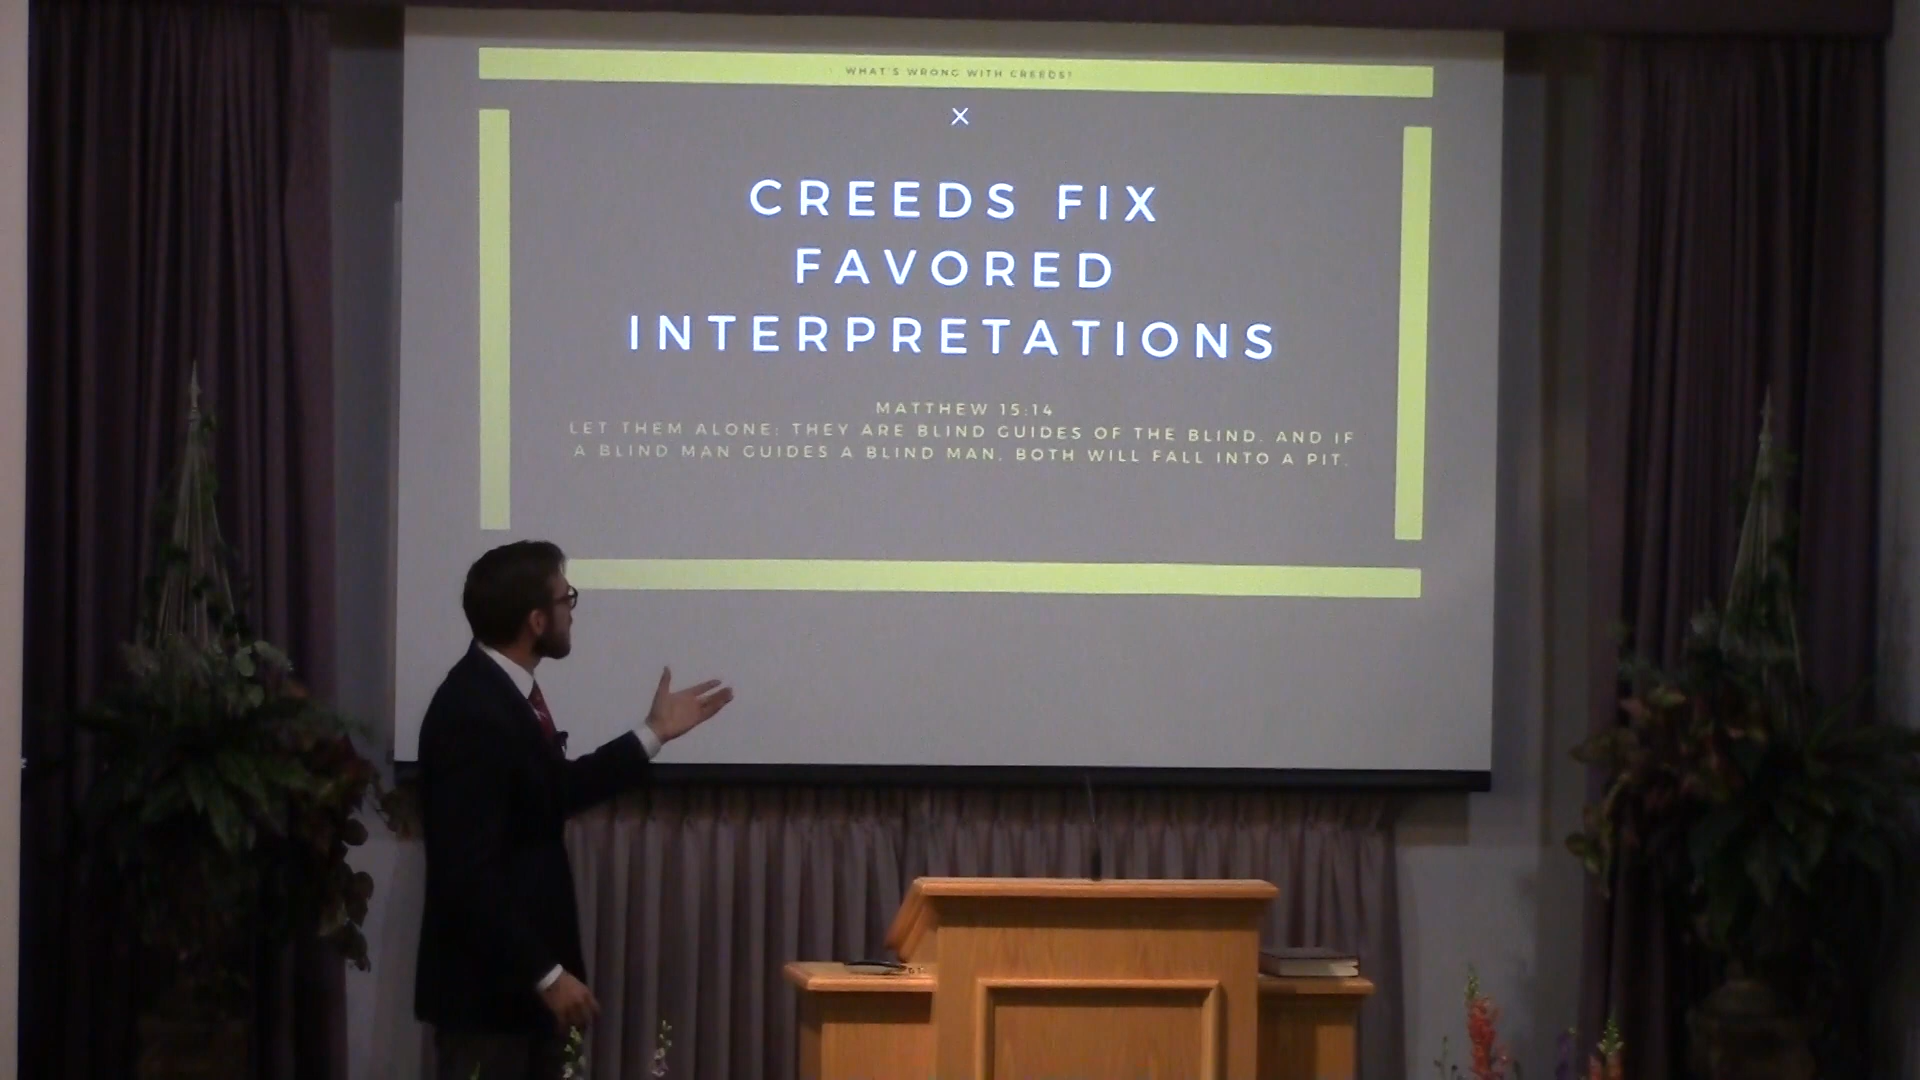 WHAT'S WRONG WITH CREEDS?
X
CREEDS FIX
FAVORED
INTERPRETATIONS
MATTHEW 15:14
LET THEM ALONE; THEY ARE BLIND GUIDES OF THE BLIND. AND IF
A BLIND MAN GUIDES A BLIND MAN, BOTH WILL FALL INTO A PIT.